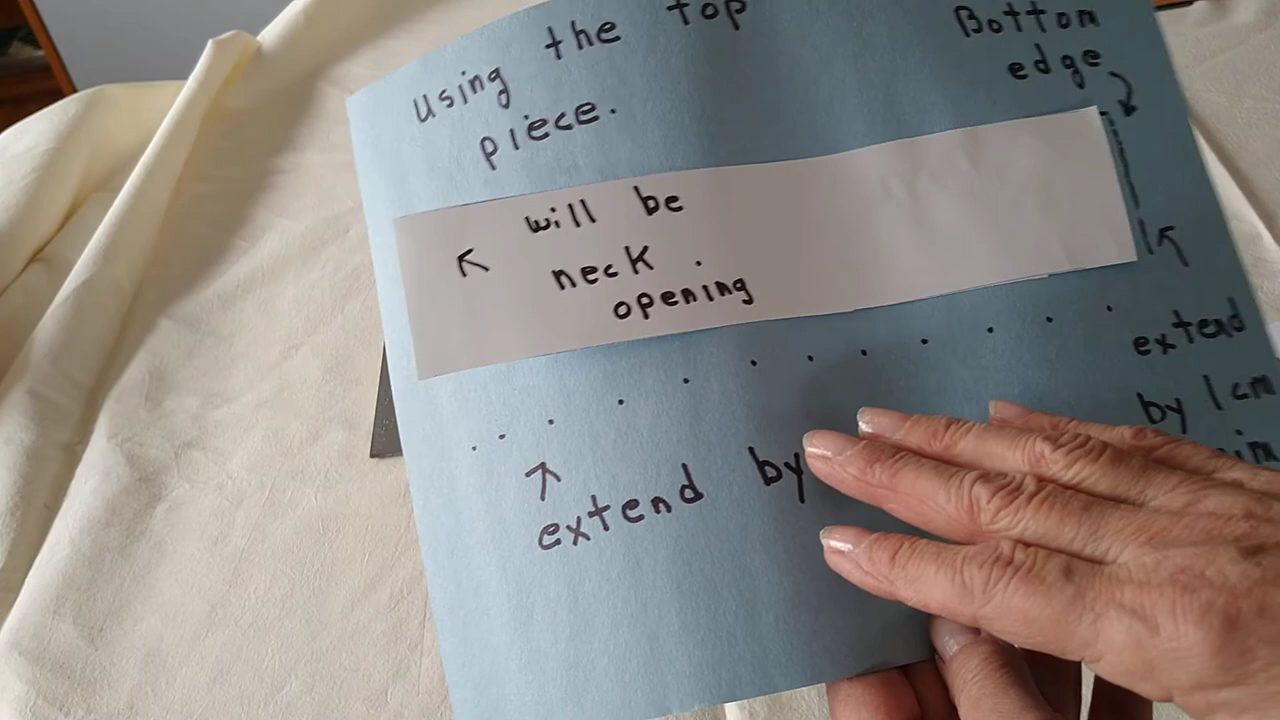 using the top
piece.
Bottom
edge
will be
neck
opening
extend
by 1cm
extend by